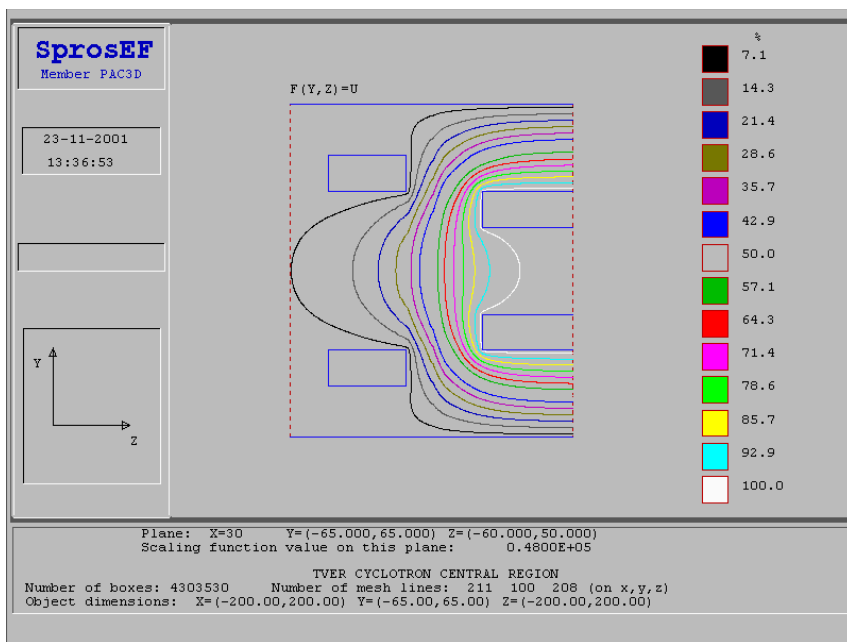 SprosEF
Member PAC3D
23-11-2001
13:36:53
Y
Z
F(Y,Z)=U
%
7.1
14.3
21.4
28.6
35.7
42.9
50.0
57.1
64.3
71.4
78.6
85.7
92.9
100.0
Plane: X=30 Y=(-65.000,65.000) Z=(-60.000,50.000)
Scaling function value on this plane: 0.4800E+05
TVER CYCLOTRON CENTRAL REGION
Number of boxes: 4303530 Number of mesh lines: 211 100 208 (on x,y,z)
Object dimensions: X=(-200.00,200.00) Y=(-65.00,65.00) Z=(-200.00,200.00)